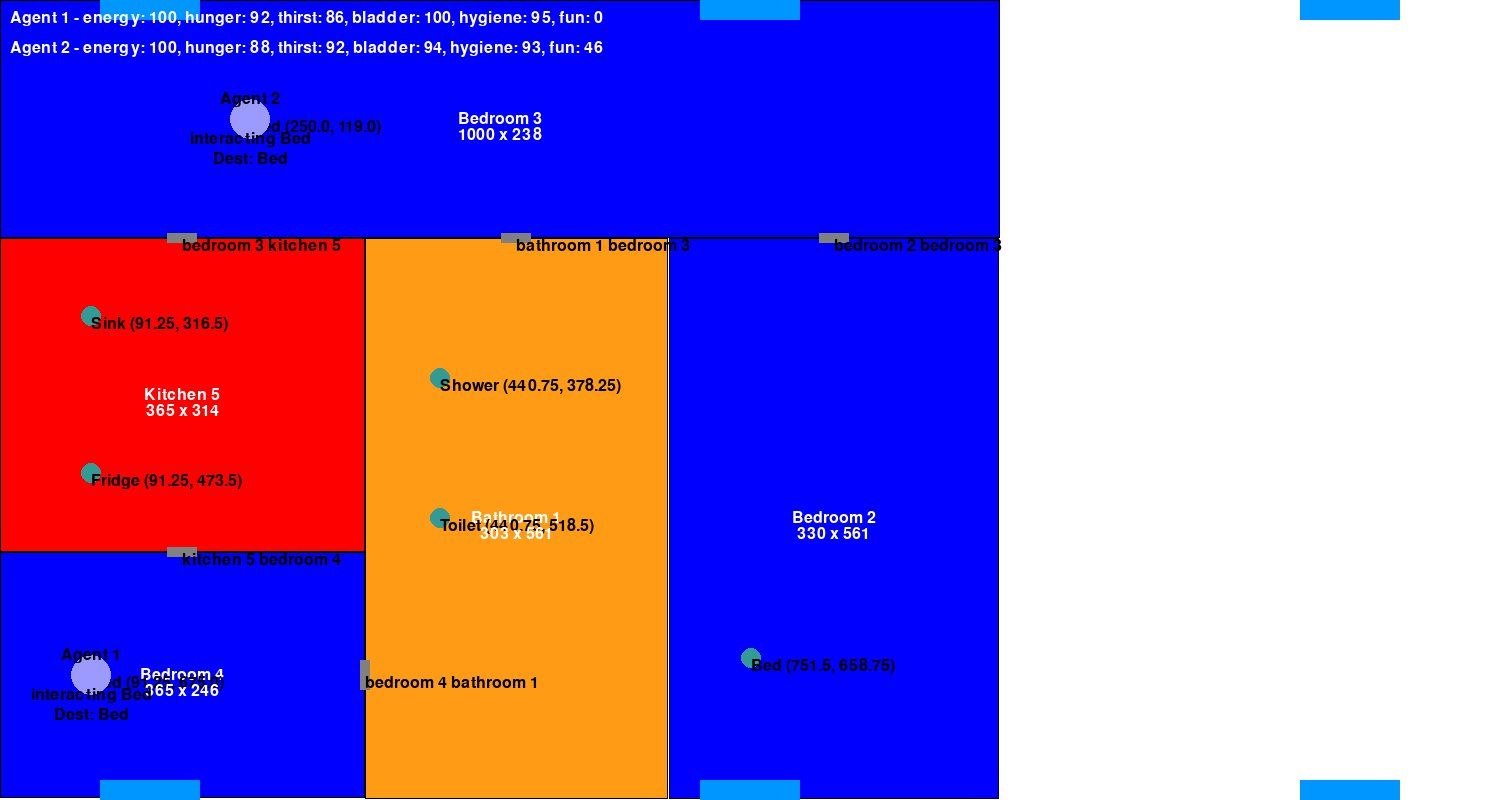 Agent 1 - energy: 100, hunger: 92, thirst: 86, bladder: 100, hygiene: 95, fun: 0
Agent 2 - energy: 100, hunger: 88, thirst: 92, bladder: 94, hygiene: 93, fun: 46
Agent 2
(250.0, 119.0)
interacting Bed
Dest: Bed
Bedroom 3
1000 x 238
bedroom 3 kitchen 5
bathroom 1 bedroom 3
bedroom 2 bedroom 3
Sink (91.25, 316.5)
Kitchen 5
365 x 314
Fridge (91.25, 473.5)
Shower (440.75, 378.25)
Toilet (440.75, 518.5)
Bathroom 1
303 x 561
Bedroom 2
330 x 561
kitchen 5 bedroom 4
Agent 1
Bedroom 4
365 x 246
interacting Bed
Dest: Bed
bedroom 4 bathroom 1
Bed (751.5, 658.75)